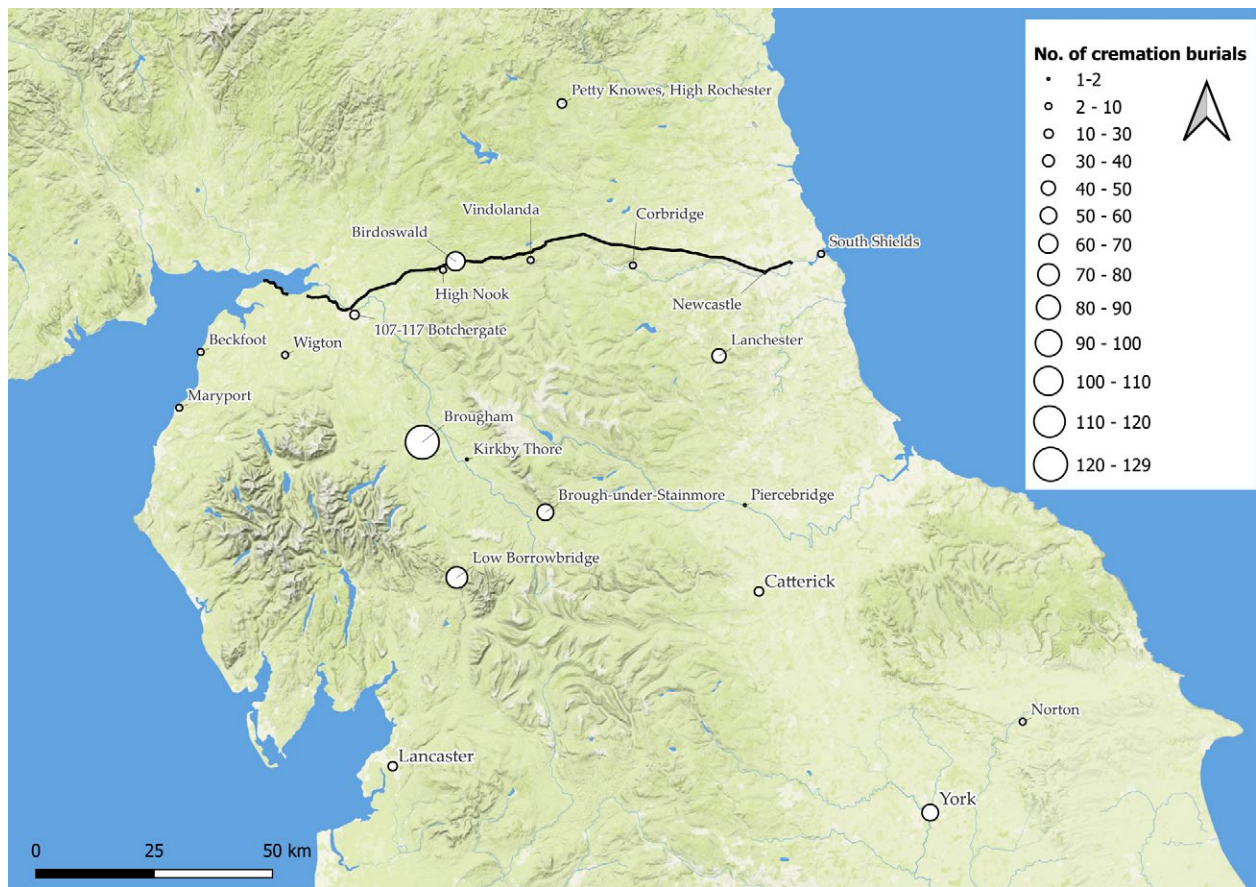 No. of cremation burials
1-2
2 - 10
10 - 30
30 - 40
40 - 50
50 - 60
60 - 70
70 - 80
80 - 90
90 - 100
100 - 110
110 - 120
120 - 129
Petty Knowes, High Rochester
Vindolanda
Corbridge
Birdoswald
South Shields
High Nook
Newcastle
107-117 Botchergate
Beckfoot
Wigton
Lanchester
Maryport
Brougham
Kirkby Thore
Brough-under-Stainmore
Piercebridge
Low Borrowbridge
Catterick
Norton
Lancaster
York
0 25 50 km